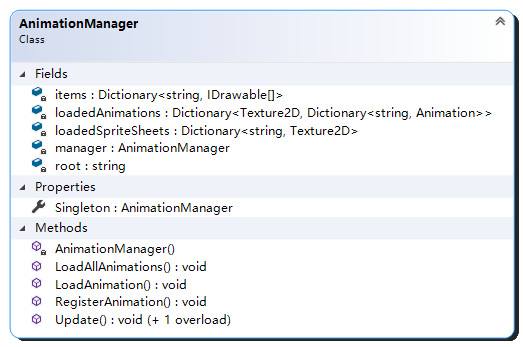 AnimationManager
Class
Fields
items : Dictionary<string, IDrawable[]>
loadedAnimations : Dictionary<Texture2D, Dictionary<string, Animation>>
loadedSpriteSheets : Dictionary<string, Texture2D>
manager : AnimationManager
root : string
Properties
Singleton : AnimationManager
Methods
AnimationManager()
LoadAllAnimations() : void
LoadAnimation() : void
RegisterAnimation() : void
Update() : void (+ 1 overload)